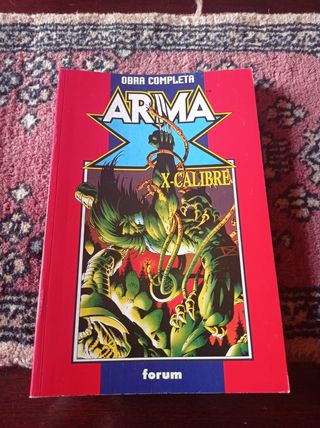 OBRA COMPLETA
ARMA
X
X-CALIBRE
forum